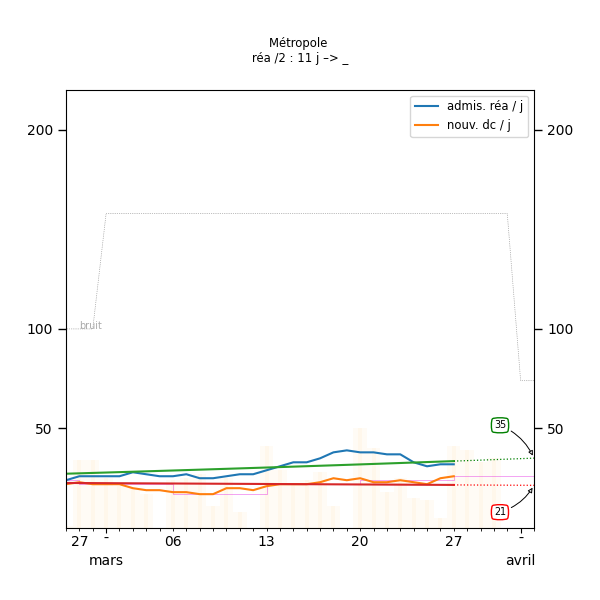 Métropole
réa /2 : 11 j –> _
admis. réa / j
nouv. dc / j
200
200
100
100
bruit
50
50
35
21
27
-
06
13
20
27
-
mars
avril